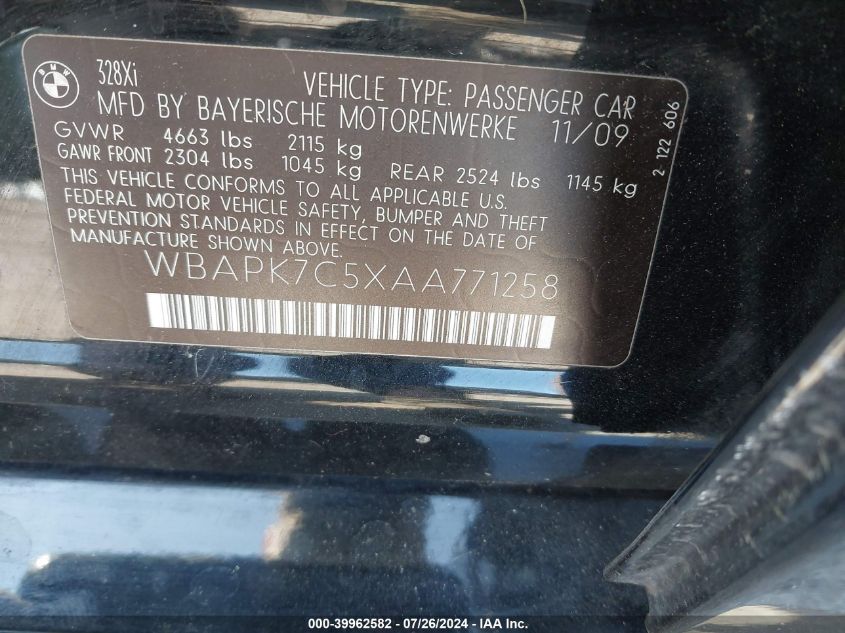 BMW
328Xi
VEHICLE TYPE: PASSENGER CAR
MFD BY BAYERISCHE MOTORENWERKE 11/09
GVWR 4663 lbs 2115 kg
GAWR FRONT 2304 lbs 1045 kg REAR 2524 lbs 1145 kg
THIS VEHICLE CONFORMS TO ALL APPLICABLE U.S.
FEDERAL MOTOR VEHICLE SAFETY, BUMPER AND THEFT
PREVENTION STANDARDS IN EFFECT ON THE DATE OF
MANUFACTURE SHOWN ABOVE.
WBAPK7C5XAA771258
2 122 606
000-39962582 - 07/26/2024 - IAA Inc.